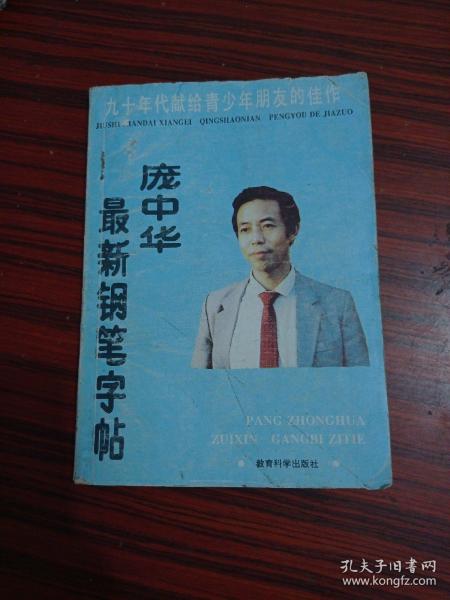 九十年代献给青少年朋友的佳作
JIUSHI NIANDAI XIANGEI QINGSHAONIAN PENGYOU DE JIAZUO
庞中华
最新钢笔字帖
PANG ZHONGHUA
ZUIXIN GANGBI ZITIE
教育科学出版社
孔夫子旧书网
www.kongfz.com